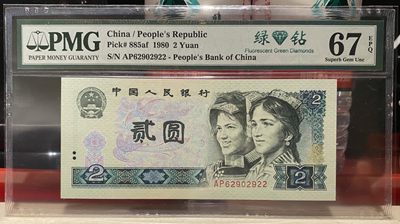 PMG
PAPER MONEY GUARANTY
China / People's Republic
Pick# 885af 1980 2 Yuan
S/N AP62902922 - People's Bank of China
绿钻
Fluorescent Green Diamonds
67 EPQ
Superb Gem Unc
中国人民银行
2
贰圆
2
AP62902922
2